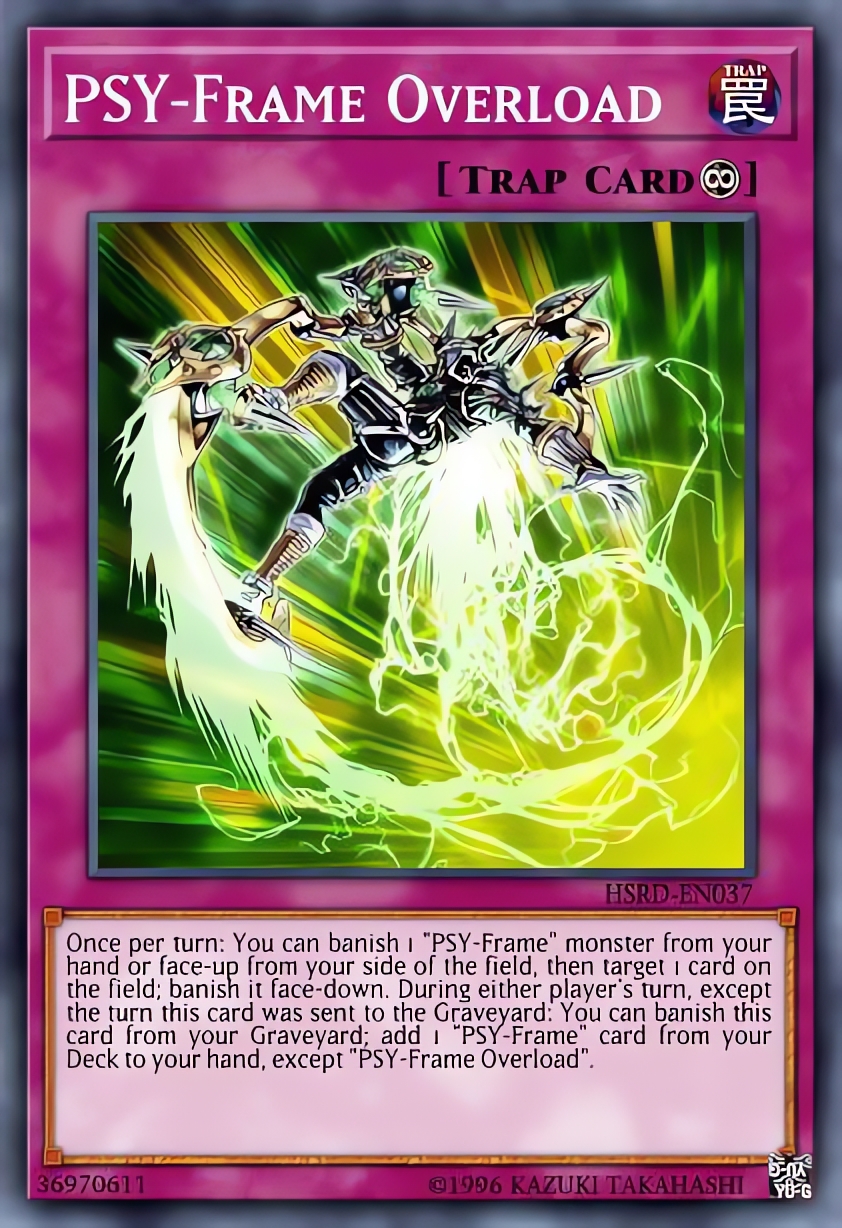 PSY-FRAME OVERLOAD
TRAP
罠
[TRAP CARD∞]
HSRD-EN037
Once per turn: You can banish 1 "PSY-Frame" monster from your
hand or face-up from your side of the field, then target 1 card on
the field; banish it face-down. During either player's turn, except
the turn this card was sent to the Graveyard: You can banish this
card from your Graveyard; add 1 "PSY-Frame" card from your
Deck to your hand, except "PSY-Frame Overload".
36970611
©1996 KAZUKI TAKAHASHI